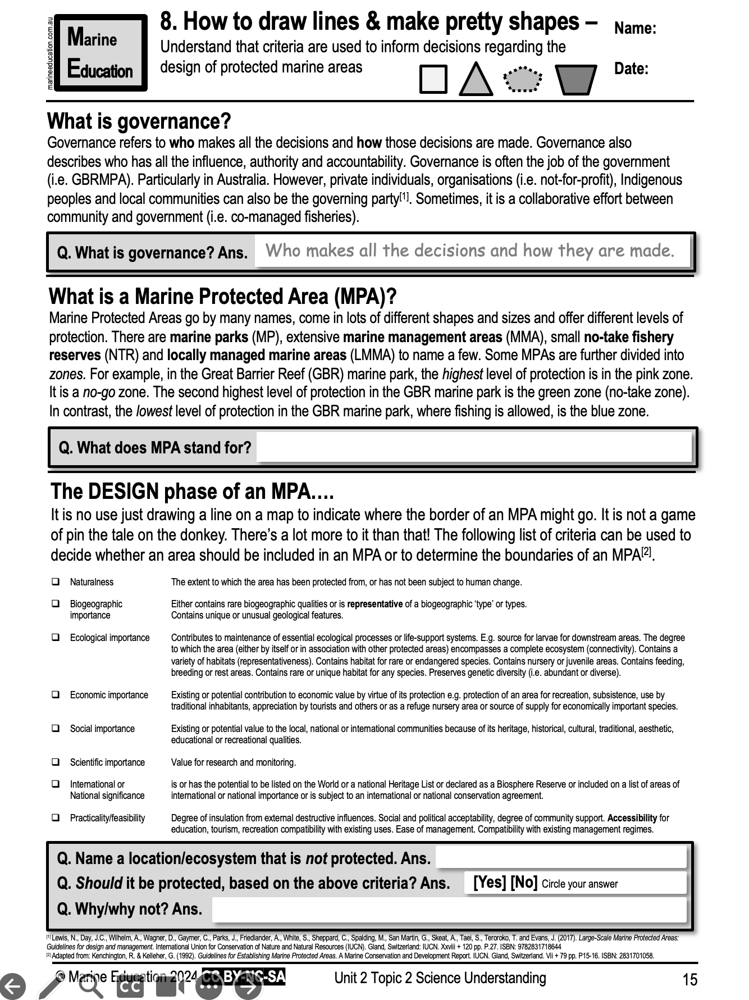 marineeducation.com.au
Marine
Education
8. How to draw lines & make pretty shapes –
Understand that criteria are used to inform decisions regarding the
design of protected marine areas
Name:
Date:
What is governance?
Governance refers to who makes all the decisions and how those decisions are made. Governance also
describes who has all the influence, authority and accountability. Governance is often the job of the government
(i.e. GBRMPA). Particularly in Australia. However, private individuals, organisations (i.e. not-for-profit), Indigenous
peoples and local communities can also be the governing party[1]. Sometimes, it is a collaborative effort between
community and government (i.e. co-managed fisheries).
Q. What is governance? Ans. Who makes all the decisions and how they are made.
What is a Marine Protected Area (MPA)?
Marine Protected Areas go by many names, come in lots of different shapes and sizes and offer different levels of
protection. There are marine parks (MP), extensive marine management areas (MMA), small no-take fishery
reserves (NTR) and locally managed marine areas (LMMA) to name a few. Some MPAs are further divided into
zones. For example, in the Great Barrier Reef (GBR) marine park, the highest level of protection is in the pink zone.
It is a no-go zone. The second highest level of protection in the GBR marine park is the green zone (no-take zone).
In contrast, the lowest level of protection in the GBR marine park, where fishing is allowed, is the blue zone.
Q. What does MPA stand for?
The DESIGN phase of an MPA….
It is no use just drawing a line on a map to indicate where the border of an MPA might go. It is not a game
of pin the tale on the donkey. There's a lot more to it than that! The following list of criteria can be used to
decide whether an area should be included in an MPA or to determine the boundaries of an MPA[2].
❑ Naturalness The extent to which the area has been protected from, or has not been subject to human change.
❑ Biogeographic Either contains rare biogeographic qualities or is representative of a biogeographic 'type' or types.
importance Contains unique or unusual geological features.
❑ Ecological importance Contributes to maintenance of essential ecological processes or life-support systems. E.g. source for larvae for downstream areas. The degree
to which the area (either by itself or in association with other protected areas) encompasses a complete ecosystem (connectivity). Contains a
variety of habitats (representativeness). Contains habitat for rare or endangered species. Contains nursery or juvenile areas. Contains feeding,
breeding or rest areas. Contains rare or unique habitat for any species. Preserves genetic diversity (i.e. abundant or diverse).
❑ Economic importance Existing or potential contribution to economic value by virtue of its protection e.g. protection of an area for recreation, subsistence, use by
traditional inhabitants, appreciation by tourists and others or as a refuge nursery area or source of supply for economically important species.
❑ Social importance Existing or potential value to the local, national or international communities because of its heritage, historical, cultural, traditional, aesthetic,
educational or recreational qualities.
❑ Scientific importance Value for research and monitoring.
❑ International or is or has the potential to be listed on the World or a national Heritage List or declared as a Biosphere Reserve or included on a list of areas of
National significance international or national importance or is subject to an international or national conservation agreement.
❑ Practicality/feasibility Degree of insulation from external destructive influences. Social and political acceptability, degree of community support. Accessibility for
education, tourism, recreation compatibility with existing uses. Ease of management. Compatibility with existing management regimes.
Q. Name a location/ecosystem that is not protected. Ans.
Q. Should it be protected, based on the above criteria? Ans. [Yes] [No] Circle your answer
Q. Why/why not? Ans.
[1] Lewis, N., Day, J.C., Wilhelm, A., Wagner, D., Gaymer, C., Parks, J., Friedlander, A., White, S., Sheppard, C., Spalding, M., San Martin, G., Skeat, A., Taei, S., Teroroko, T. and Evans, J. (2017). Large-Scale Marine Protected Areas:
Guidelines for design and management. International Union for Conservation of Nature and Natural Resources (IUCN). Gland, Switzerland: IUCN. Xxviii + 120 pp. P.27. ISBN: 9782831718644
[2] Adapted from: Kenchington, R. & Kelleher, G. (1992). Guidelines for Establishing Marine Protected Areas. A Marine Conservation and Development Report. IUCN. Gland, Switzerland. Vii + 79 pp. P15-16. ISBN: 2831701058.
© Marine Education 2024 CC BY-NC-SA Unit 2 Topic 2 Science Understanding 15
CC